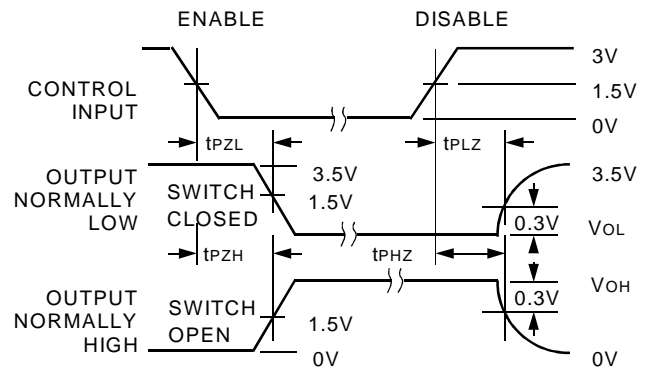 ENABLE
DISABLE
CONTROL
INPUT
3V
1.5V
0V
tPZL
tPLZ
OUTPUT
NORMALLY
LOW
SWITCH
CLOSED
3.5V
1.5V
3.5V
0.3V
VOL
tPZH
tPHZ
OUTPUT
NORMALLY
HIGH
SWITCH
OPEN
1.5V
0V
0.3V
VOH
0V